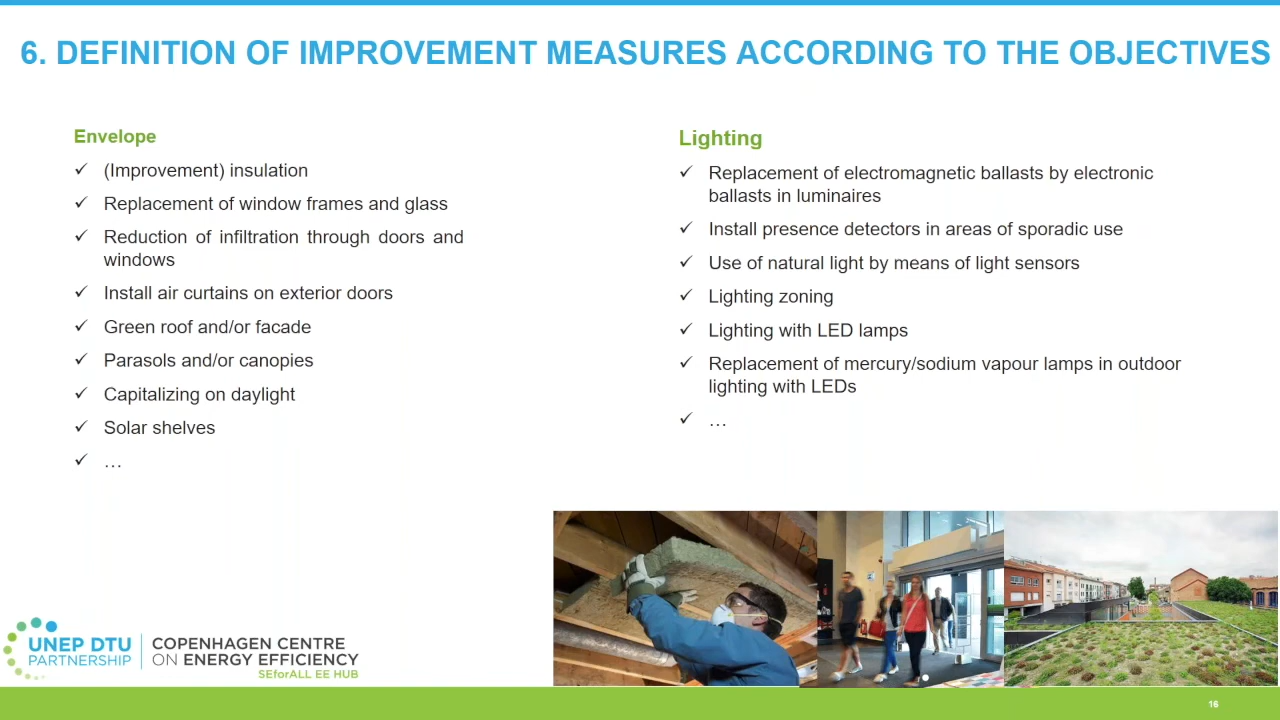 6. DEFINITION OF IMPROVEMENT MEASURES ACCORDING TO THE OBJECTIVES
Envelope
✓ (Improvement) insulation
✓ Replacement of window frames and glass
✓ Reduction of infiltration through doors and
windows
✓ Install air curtains on exterior doors
✓ Green roof and/or facade
✓ Parasols and/or canopies
✓ Capitalizing on daylight
✓ Solar shelves
✓ …
Lighting
✓ Replacement of electromagnetic ballasts by electronic
ballasts in luminaires
✓ Install presence detectors in areas of sporadic use
✓ Use of natural light by means of light sensors
✓ Lighting zoning
✓ Lighting with LED lamps
✓ Replacement of mercury/sodium vapour lamps in outdoor
lighting with LEDs
✓ …
UNEP DTU
PARTNERSHIP
COPENHAGEN CENTRE
ON ENERGY EFFICIENCY
SEforALL EE HUB
16